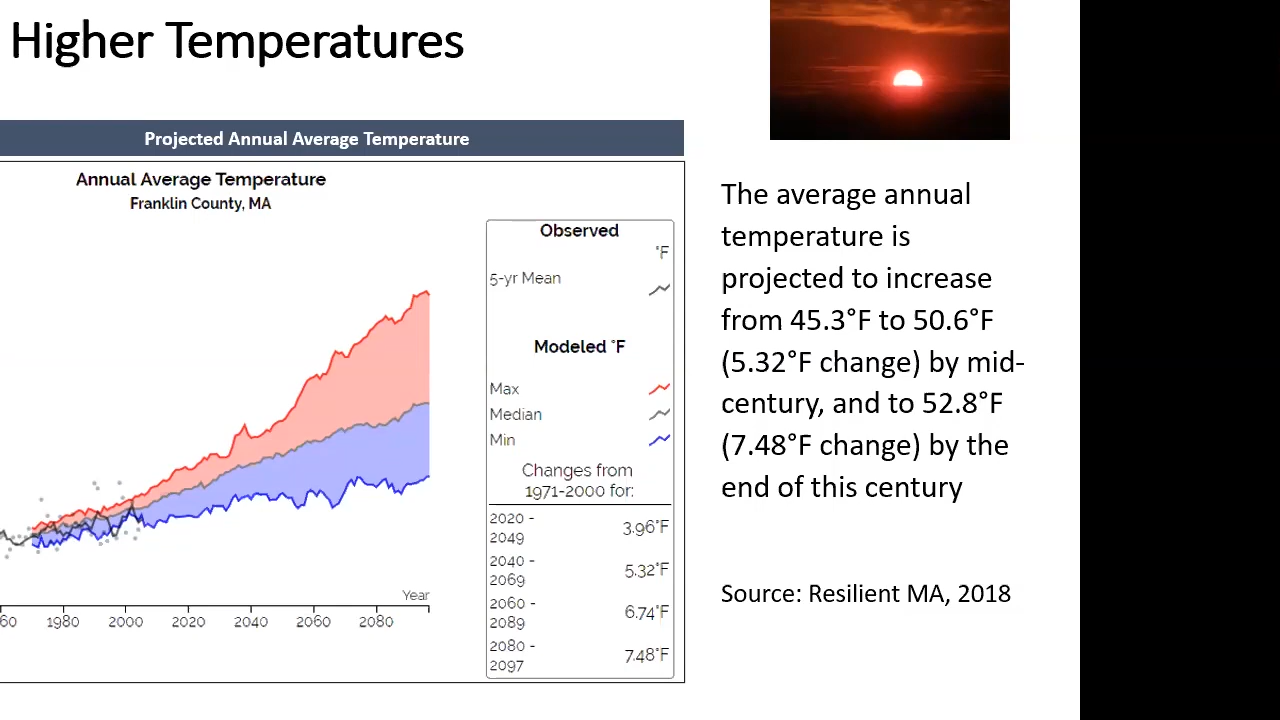 Higher Temperatures
Projected Annual Average Temperature
Annual Average Temperature
Franklin County, MA
Observed
°F
5-yr Mean
Modeled °F
Max
Median
Min
Changes from
1971-2000 for:
2020 -
2049
3.96°F
2040 -
2069
5.32°F
2060 -
2089
6.74°F
2080 -
2097
7.48°F
Year
60 1980 2000 2020 2040 2060 2080
The average annual
temperature is
projected to increase
from 45.3°F to 50.6°F
(5.32°F change) by mid-
century, and to 52.8°F
(7.48°F change) by the
end of this century
Source: Resilient MA, 2018